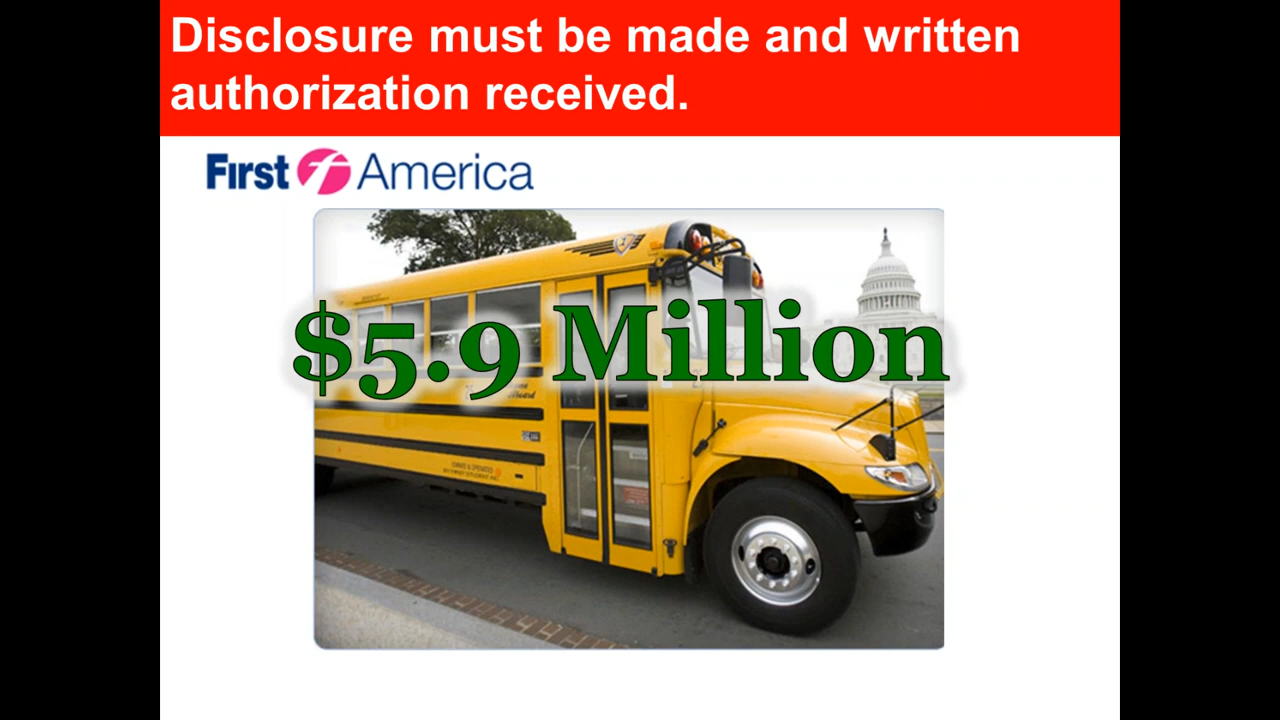 Disclosure must be made and written
authorization received.
First America
$5.9 Million